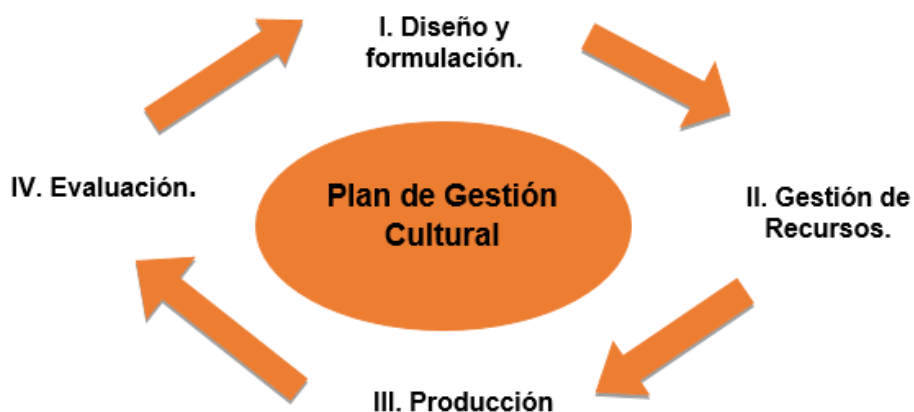 I. Diseño y
formulación.
IV. Evaluación.
Plan de Gestión
Cultural
II. Gestión de
Recursos.
III. Producción